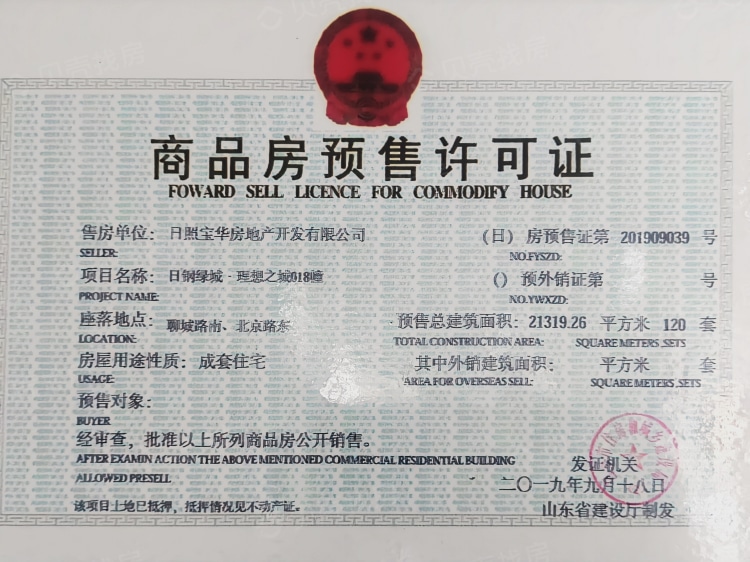 商品房预售许可证
FOWARD SELL LICENCE FOR COMMODIFY HOUSE
售房单位：日照宝华房地产开发有限公司 （日）房预售证第 201909039 号
SELLER: NO.FYSZD:
项目名称：日钢绿城·理想之城018幢 （）预外销证第 号
PROJECT NAME: NO.YWXZD:
座落地点：聊城路南、北京路东 预售总建筑面积：21319.26 平方米 120 套
LOCATION: TOTAL CONSTRUCTION AREA: SQUARE METERS ,SETS
房屋用途性质：成套住宅 其中外销建筑面积： 平方米 套
USAGE: AREA FOR OVERSEAS SELL: SQUARE METERS ,SETS
预售对象：
BUYER
经审查，批准以上所列商品房公开销售。
AFTER EXAMIN ACTION THE ABOVE MENTIONED COMMERCIAL RESIDENTIAL BUILDING
ALLOWED PRESELL
发证机关
二〇一九年九月十八日
该项目土地已抵押，抵押情况见不动产证。
山东省建设厅制发